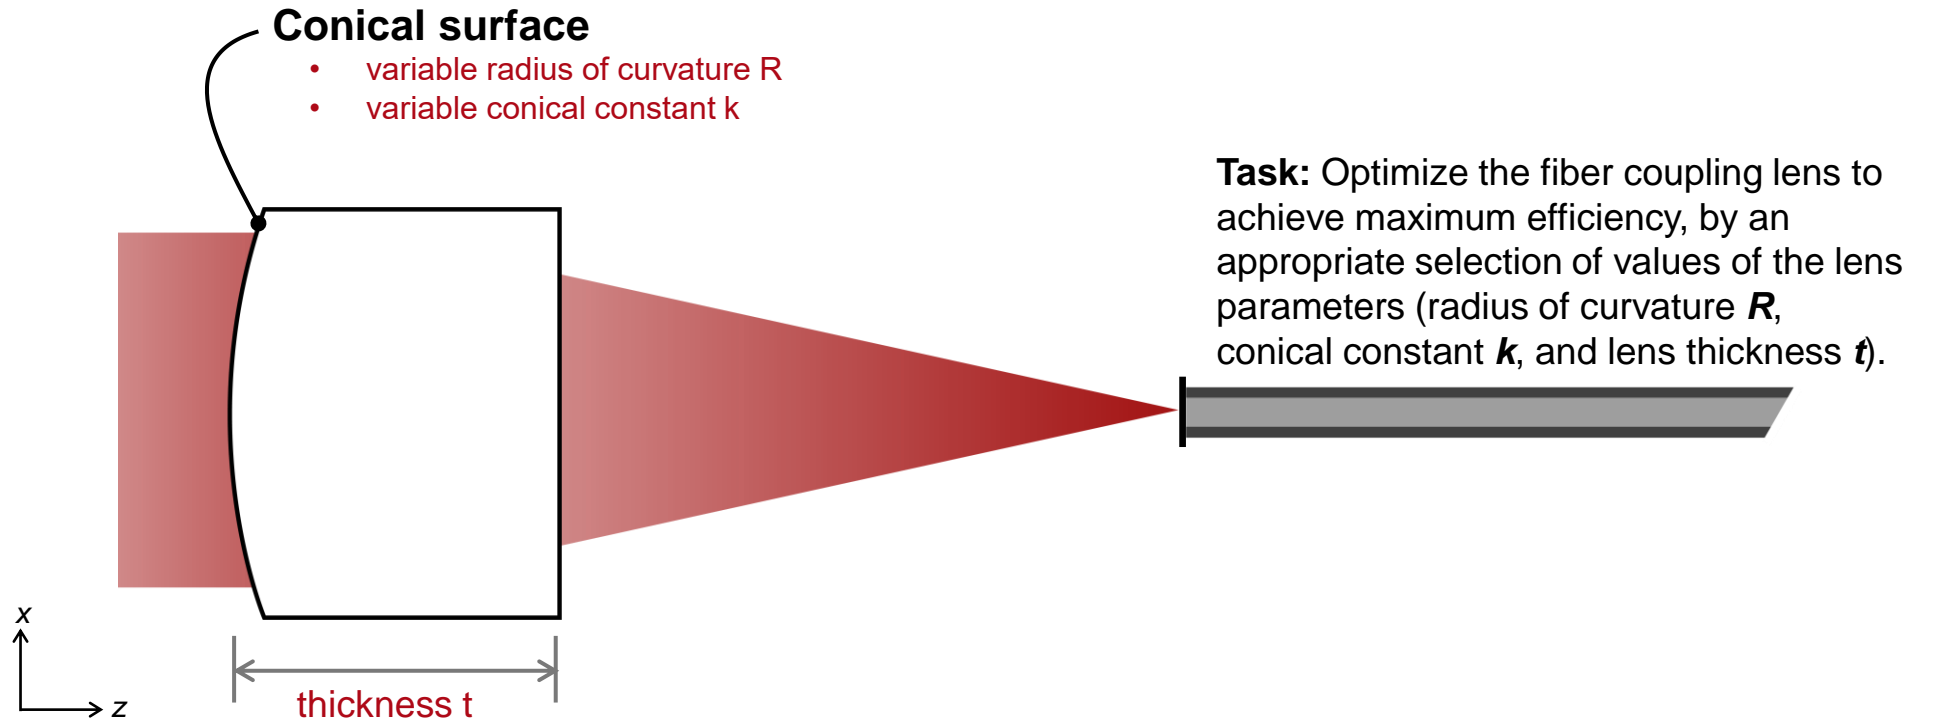 Conical surface
• variable radius of curvature R
• variable conical constant k
Task: Optimize the fiber coupling lens to
achieve maximum efficiency, by an
appropriate selection of values of the lens
parameters (radius of curvature R,
conical constant k, and lens thickness t).
x
z
thickness t